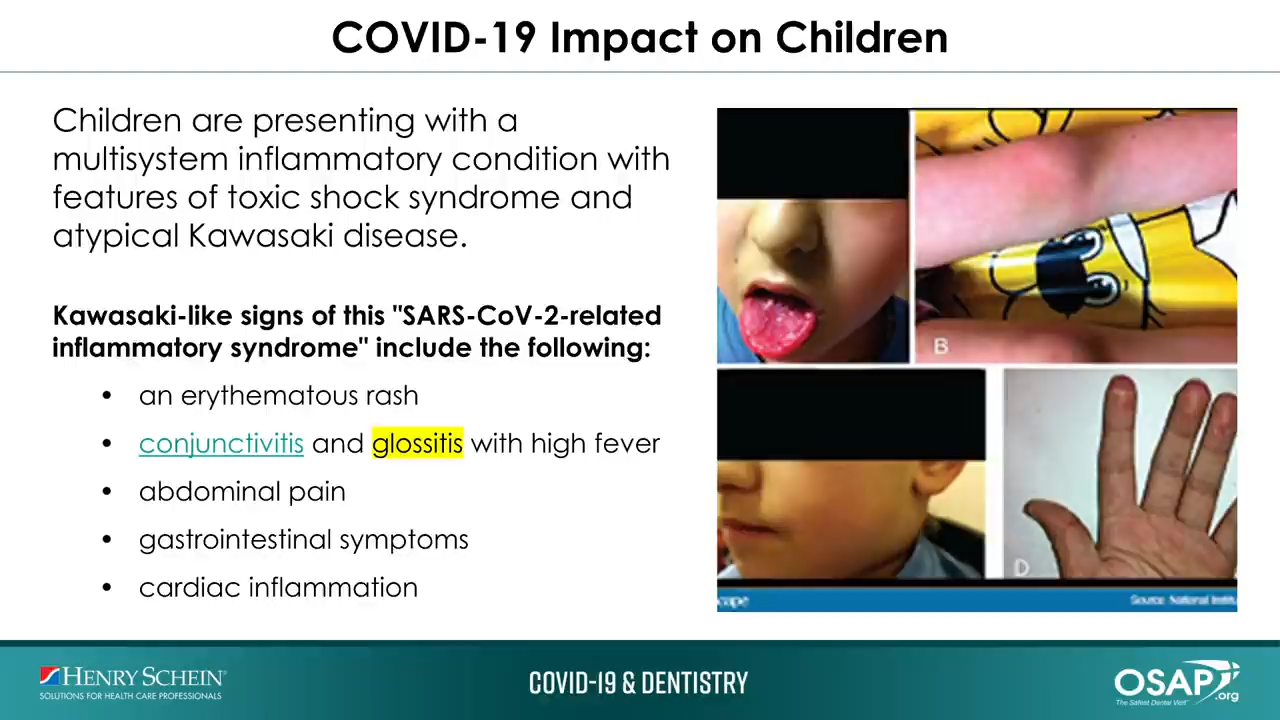 COVID-19 Impact on Children
Children are presenting with a
multisystem inflammatory condition with
features of toxic shock syndrome and
atypical Kawasaki disease.
Kawasaki-like signs of this "SARS-CoV-2-related
inflammatory syndrome" include the following:
• an erythematous rash
• conjunctivitis and glossitis with high fever
• abdominal pain
• gastrointestinal symptoms
• cardiac inflammation
B
D
scape
Source: National Instit
HENRY SCHEIN®
SOLUTIONS FOR HEALTH CARE PROFESSIONALS
COVID-19 & DENTISTRY
OSAP.org
The Safest Dental Visit™